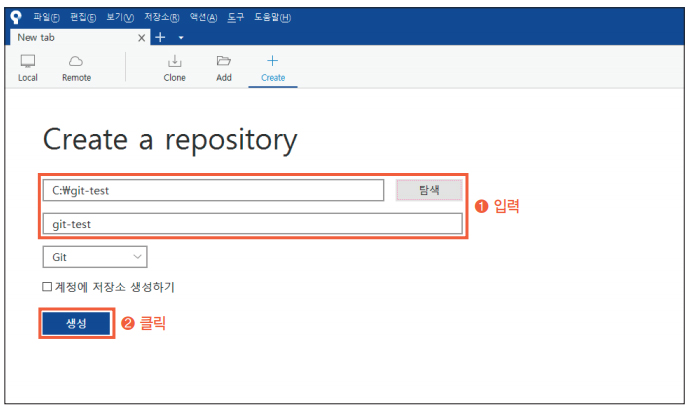 파일(F) 편집(E) 보기(V) 저장소(R) 액션(A) 도구 도움말(H)
New tab
Local Remote Clone Add Create
Create a repository
C:₩git-test 탐색
❶ 입력
git-test
Git
계정에 저장소 생성하기
생성 ❷ 클릭